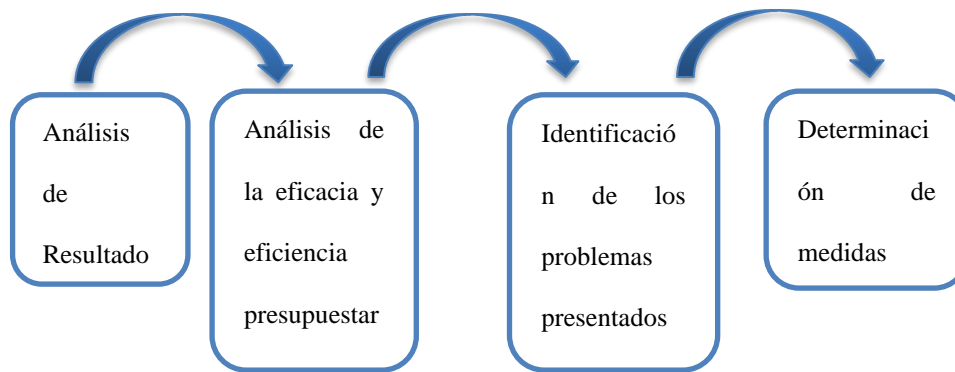 Análisis
de
Resultado
Análisis de
la eficacia y
eficiencia
presupuestar
Identificació
n de los
problemas
presentados
Determinaci
ón de
medidas